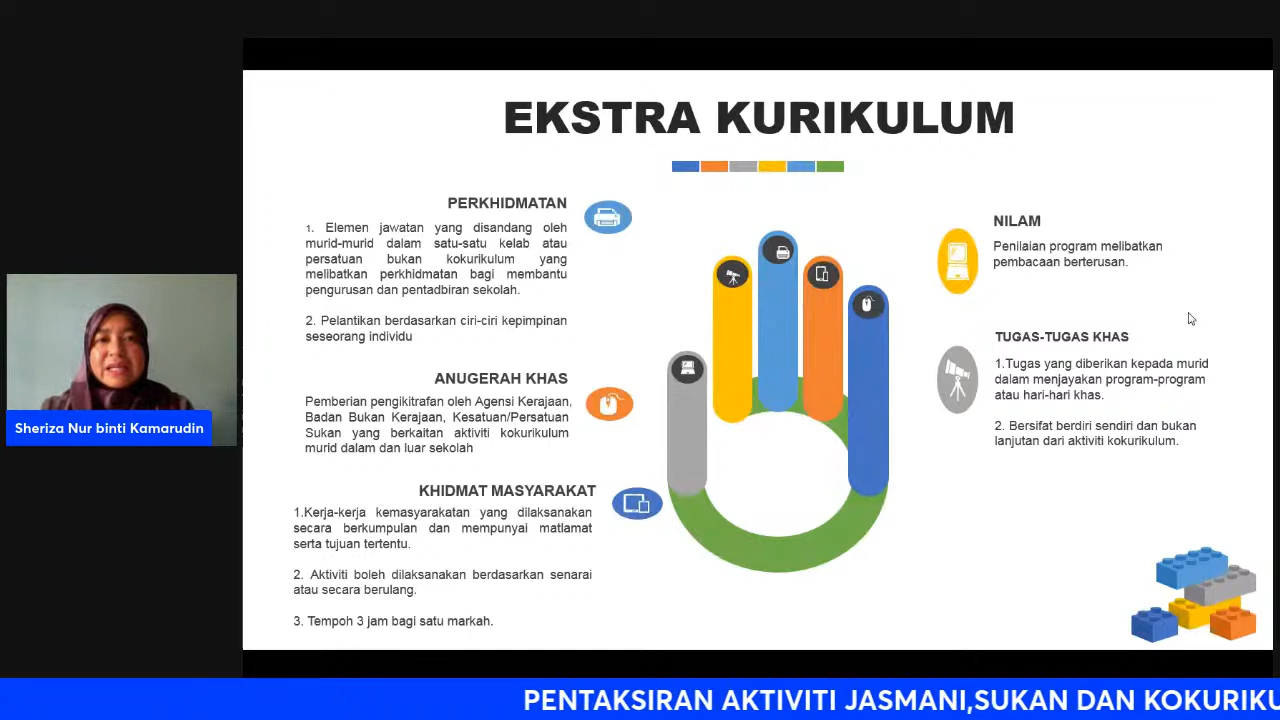 EKSTRA KURIKULUM
PERKHIDMATAN
1. Elemen jawatan yang disandang oleh
murid-murid dalam satu-satu kelab atau
persatuan bukan kokurikulum yang
melibatkan perkhidmatan bagi membantu
pengurusan dan pentadbiran sekolah.
2. Pelantikan berdasarkan ciri-ciri kepimpinan
seseorang individu
ANUGERAH KHAS
Pemberian pengikitrafan oleh Agensi Kerajaan,
Badan Bukan Kerajaan, Kesatuan/Persatuan
Sukan yang berkaitan aktiviti kokurikulum
murid dalam dan luar sekolah
KHIDMAT MASYARAKAT
1.Kerja-kerja kemasyarakatan yang dilaksanakan
secara berkumpulan dan mempunyai matlamat
serta tujuan tertentu.
2. Aktiviti boleh dilaksanakan berdasarkan senarai
atau secara berulang.
3. Tempoh 3 jam bagi satu markah.
NILAM
Penilaian program melibatkan
pembacaan berterusan.
TUGAS-TUGAS KHAS
1.Tugas yang diberikan kepada murid
dalam menjayakan program-program
atau hari-hari khas.
2. Bersifat berdiri sendiri dan bukan
lanjutan dari aktiviti kokurikulum.
Sheriza Nur binti Kamarudin
PENTAKSIRAN AKTIVITI JASMANI,SUKAN DAN KOKURIKU